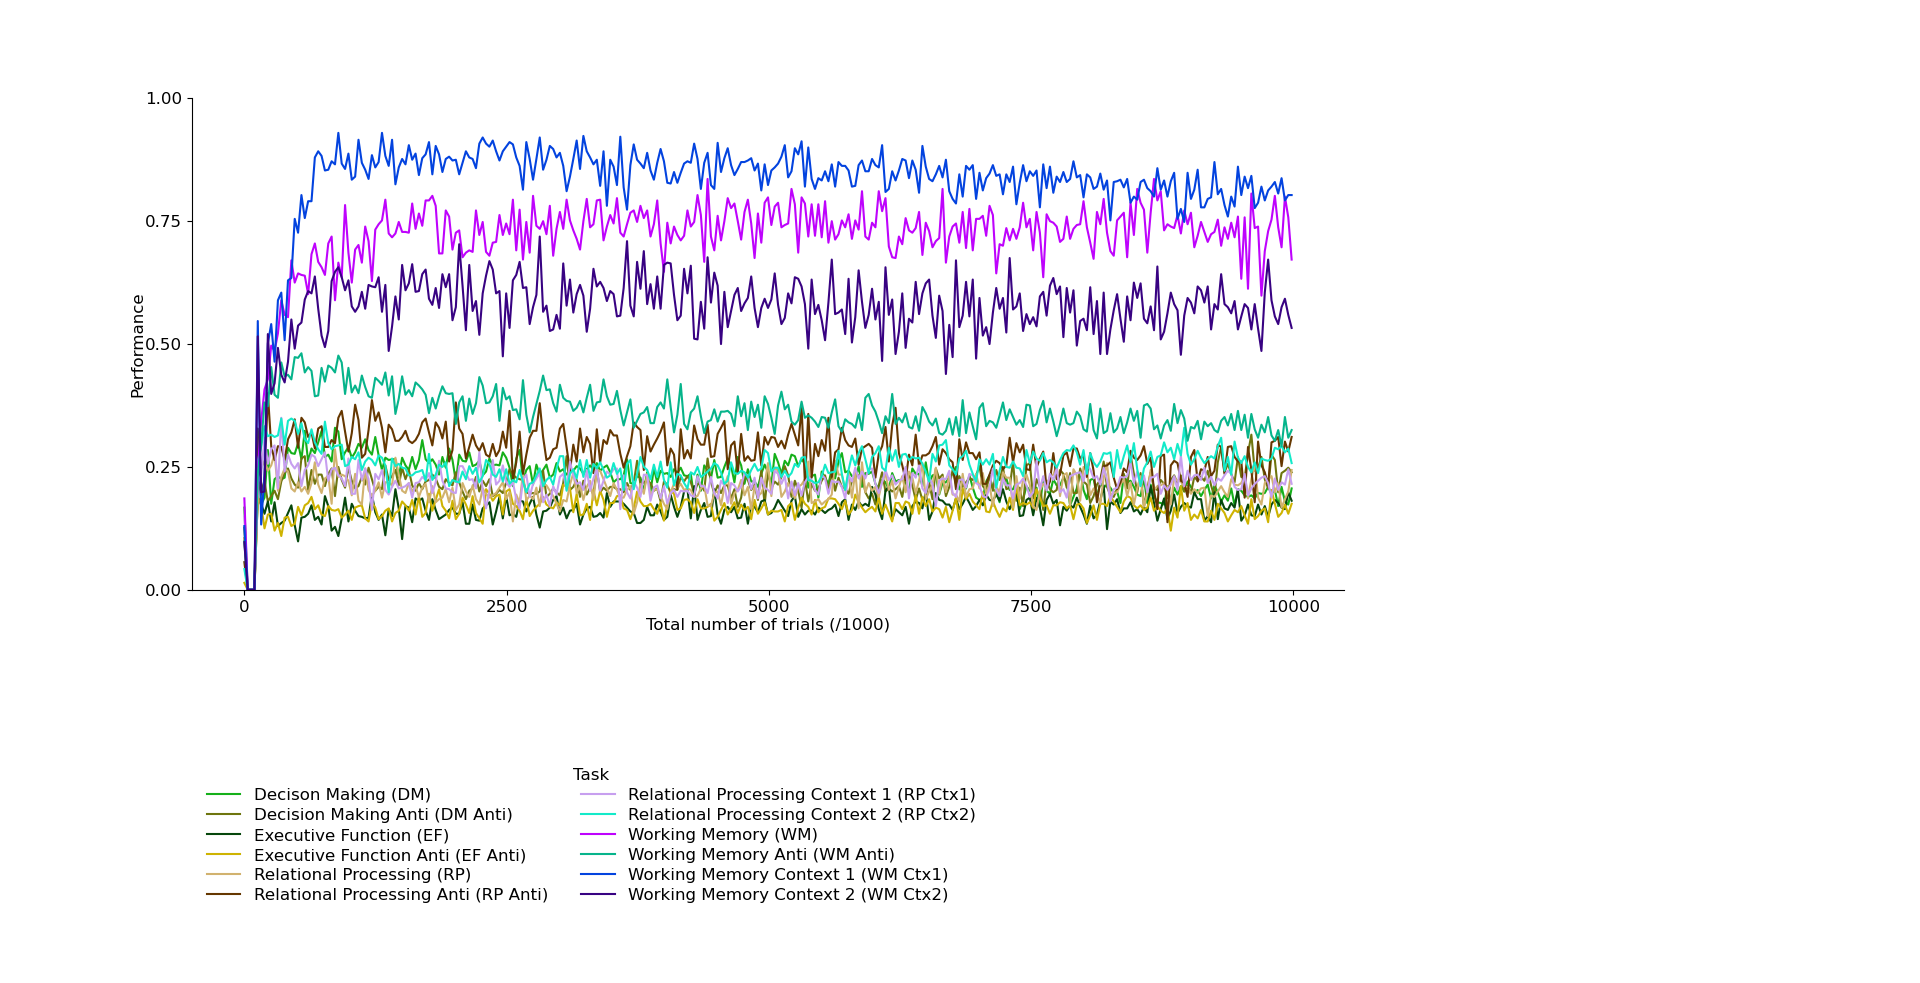 1.00
0.75
0.50
0.25
0.00
Performance
0
2500
5000
7500
10000
Total number of trials (/1000)
Task
Decison Making (DM)
Decision Making Anti (DM Anti)
Executive Function (EF)
Executive Function Anti (EF Anti)
Relational Processing (RP)
Relational Processing Anti (RP Anti)
Relational Processing Context 1 (RP Ctx1)
Relational Processing Context 2 (RP Ctx2)
Working Memory (WM)
Working Memory Anti (WM Anti)
Working Memory Context 1 (WM Ctx1)
Working Memory Context 2 (WM Ctx2)